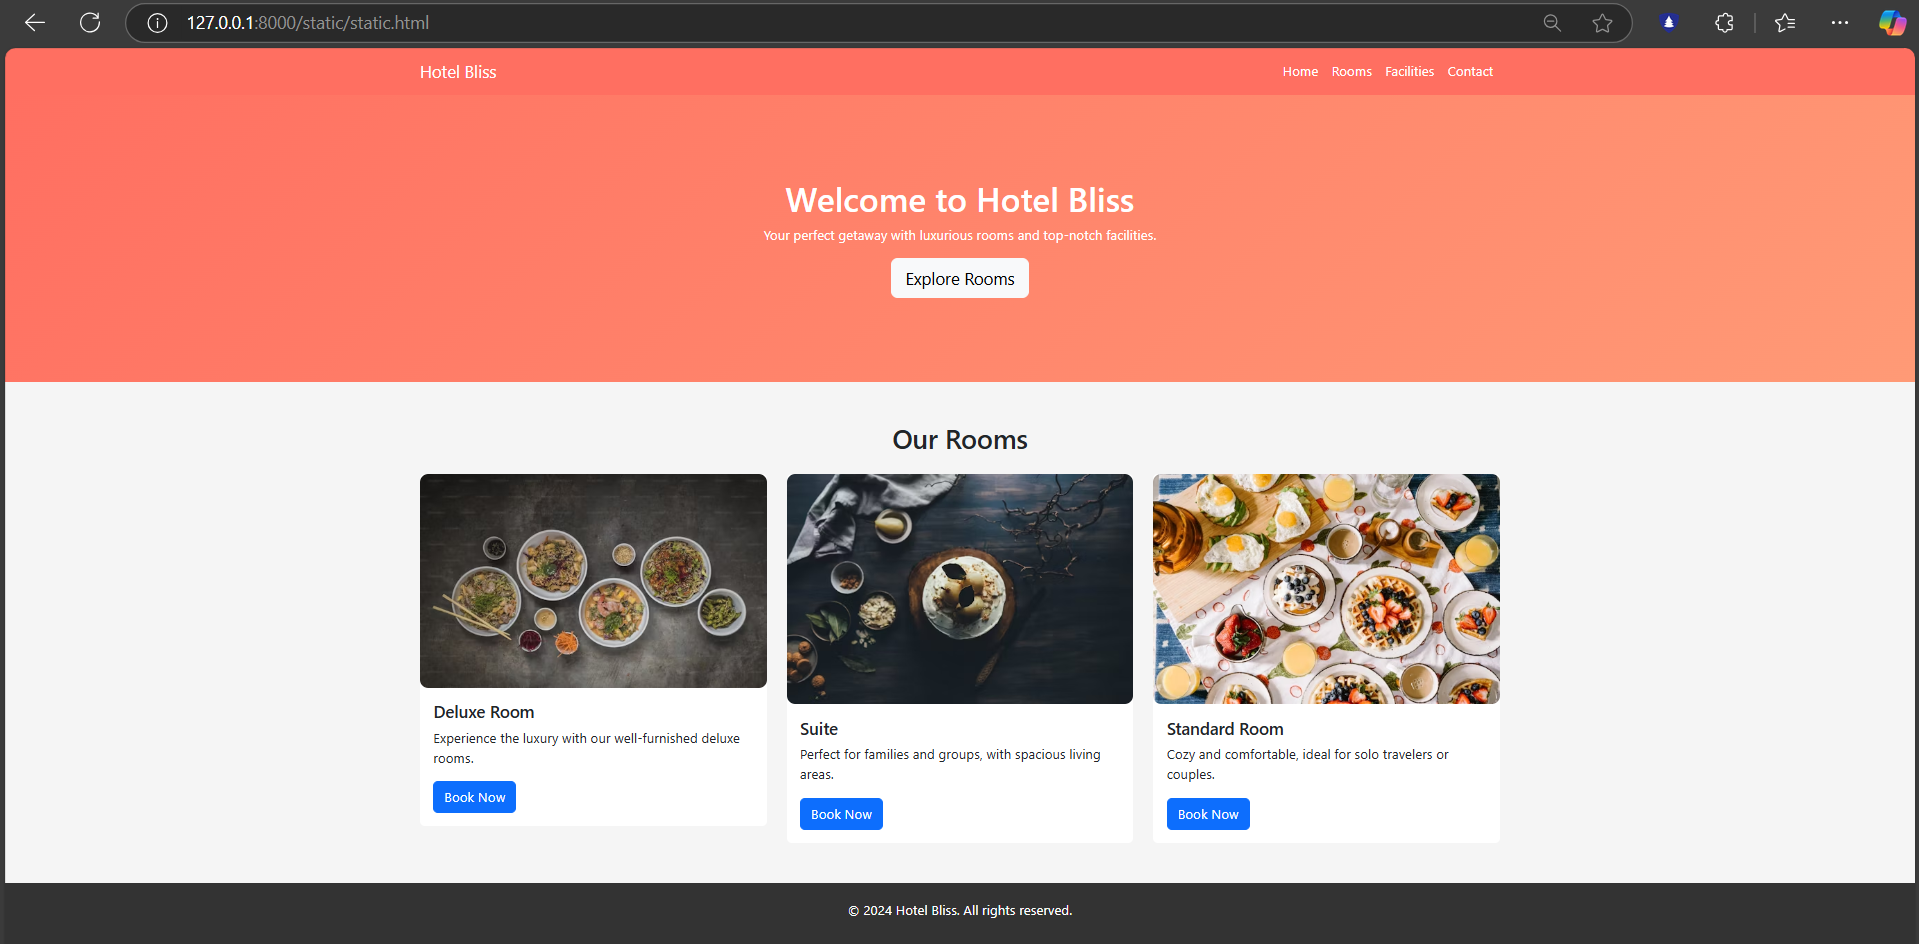 127.0.0.1:8000/static/static.html
Hotel Bliss
Home Rooms Facilities Contact
Welcome to Hotel Bliss
Your perfect getaway with luxurious rooms and top-notch facilities.
Explore Rooms
Our Rooms
Deluxe Room
Experience the luxury with our well-furnished deluxe
rooms.
Book Now
Suite
Perfect for families and groups, with spacious living
areas.
Book Now
Standard Room
Cozy and comfortable, ideal for solo travelers or
couples.
Book Now
© 2024 Hotel Bliss. All rights reserved.